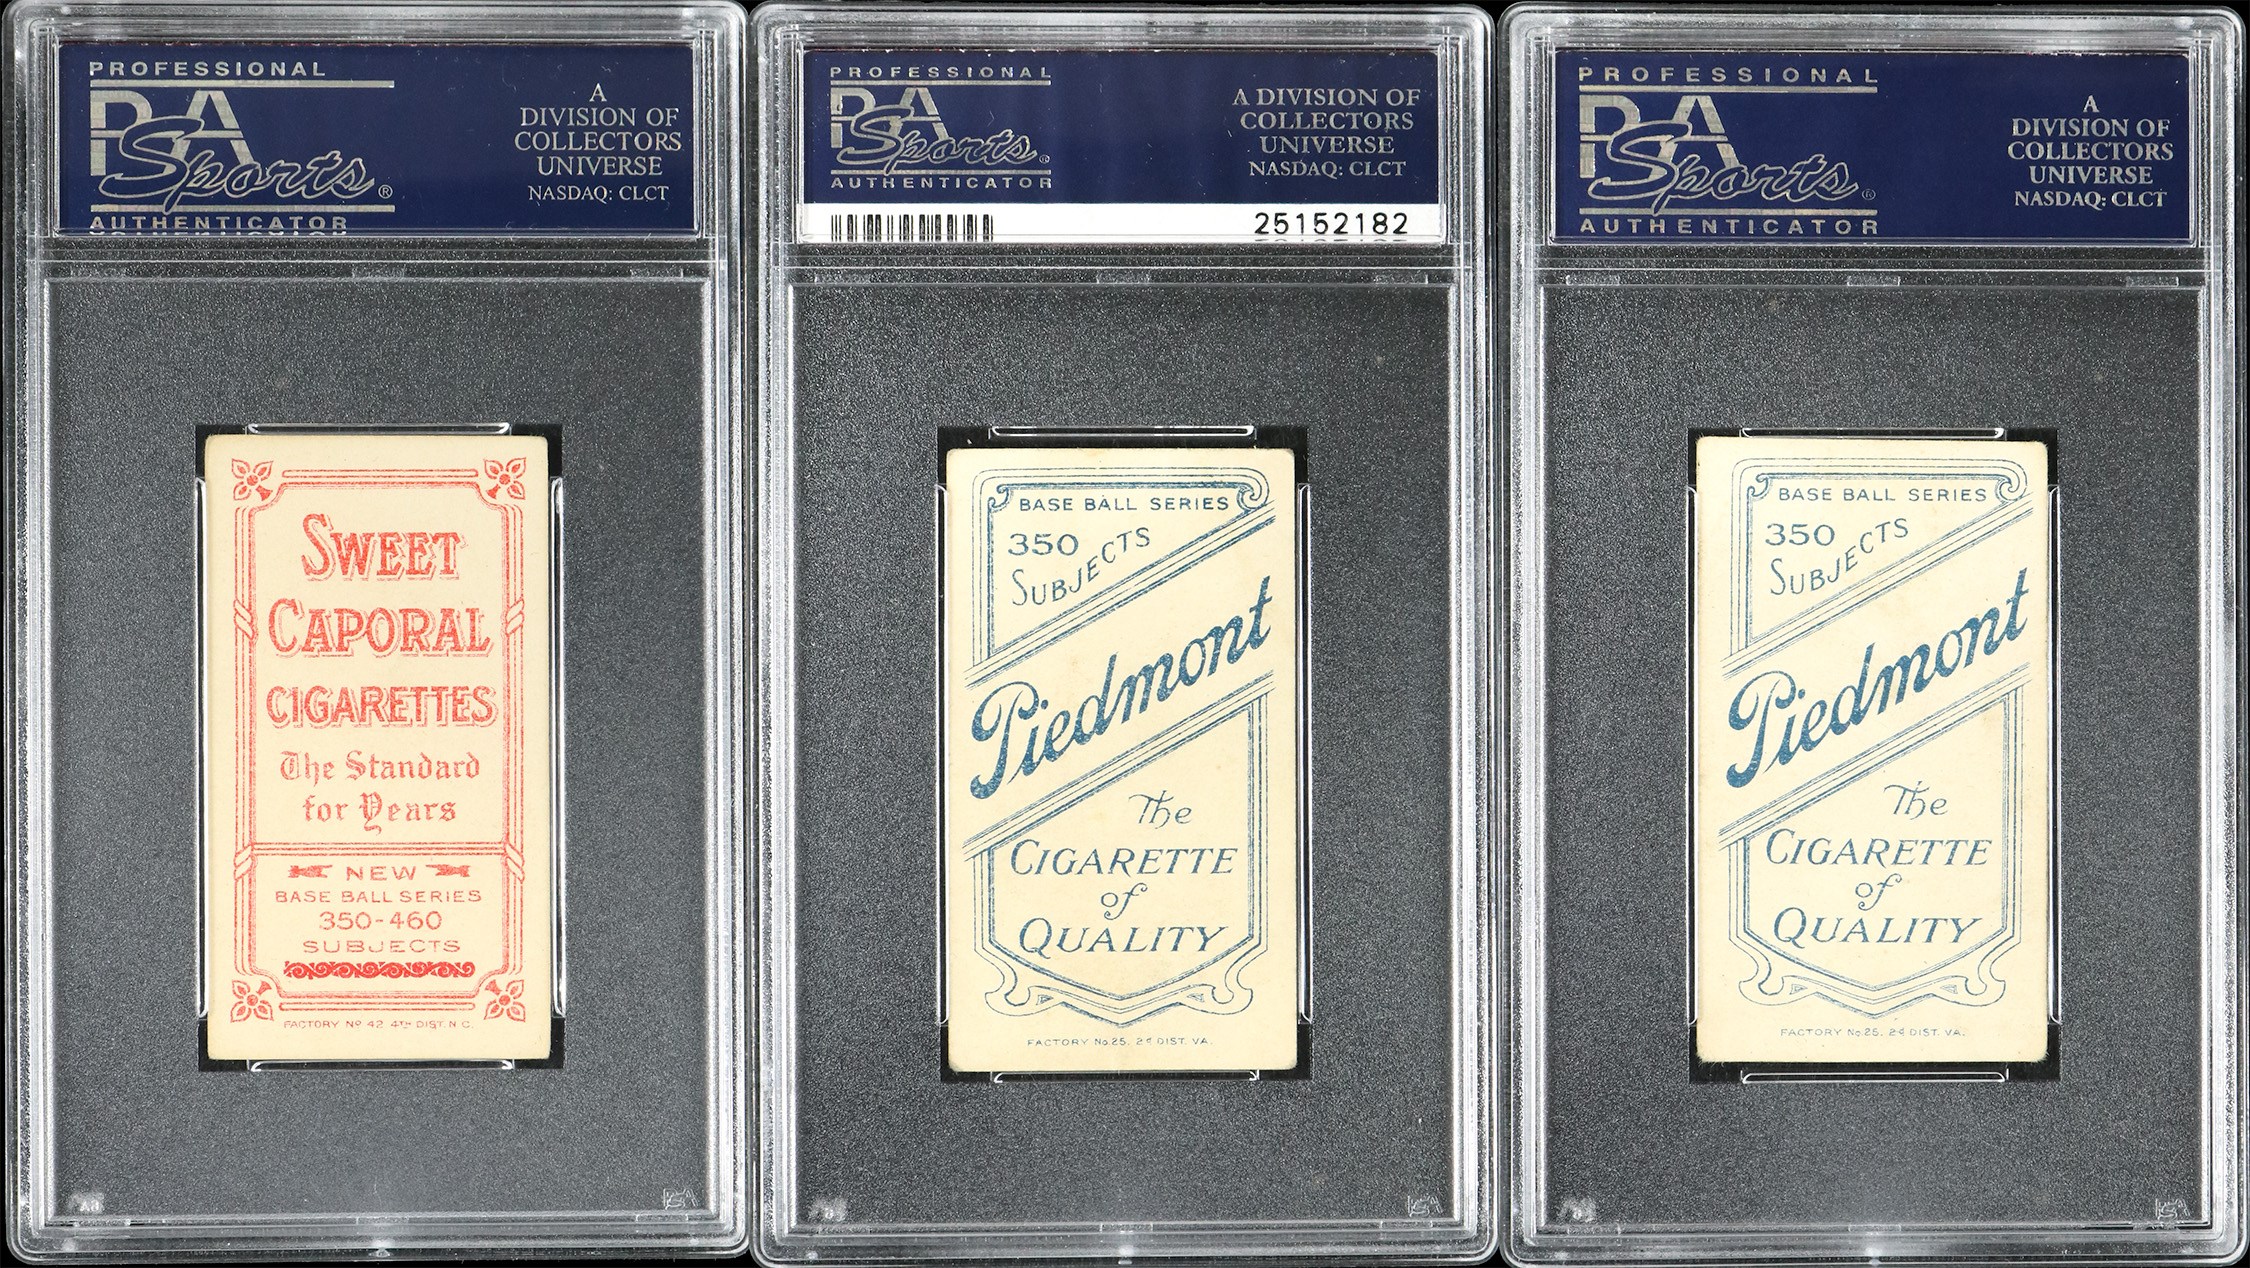 PROFESSIONAL
PSA
Sports®
AUTHENTICATOR
A
DIVISION OF
COLLECTORS
UNIVERSE
NASDAQ: CLCT
SWEET
CAPORAL
CIGARETTES
The Standard
for Years
NEW
BASE BALL SERIES
350-460
SUBJECTS
FACTORY Nº 42 4TH DIST. N.C.
PSA
PROFESSIONAL
PSA
Sports®
AUTHENTICATOR
A DIVISION OF
COLLECTORS
UNIVERSE
NASDAQ: CLCT
25152182
BASE BALL SERIES
350
SUBJECTS
Piedmont
The
CIGARETTE
of
QUALITY
FACTORY No.25. 2d DIST. VA.
PSA
PROFESSIONAL
PSA
Sports®
AUTHENTICATOR
A
DIVISION OF
COLLECTORS
UNIVERSE
NASDAQ: CLCT
BASE BALL SERIES
350
SUBJECTS
Piedmont
The
CIGARETTE
of
QUALITY
FACTORY No.25. 2d DIST. VA.
PSA